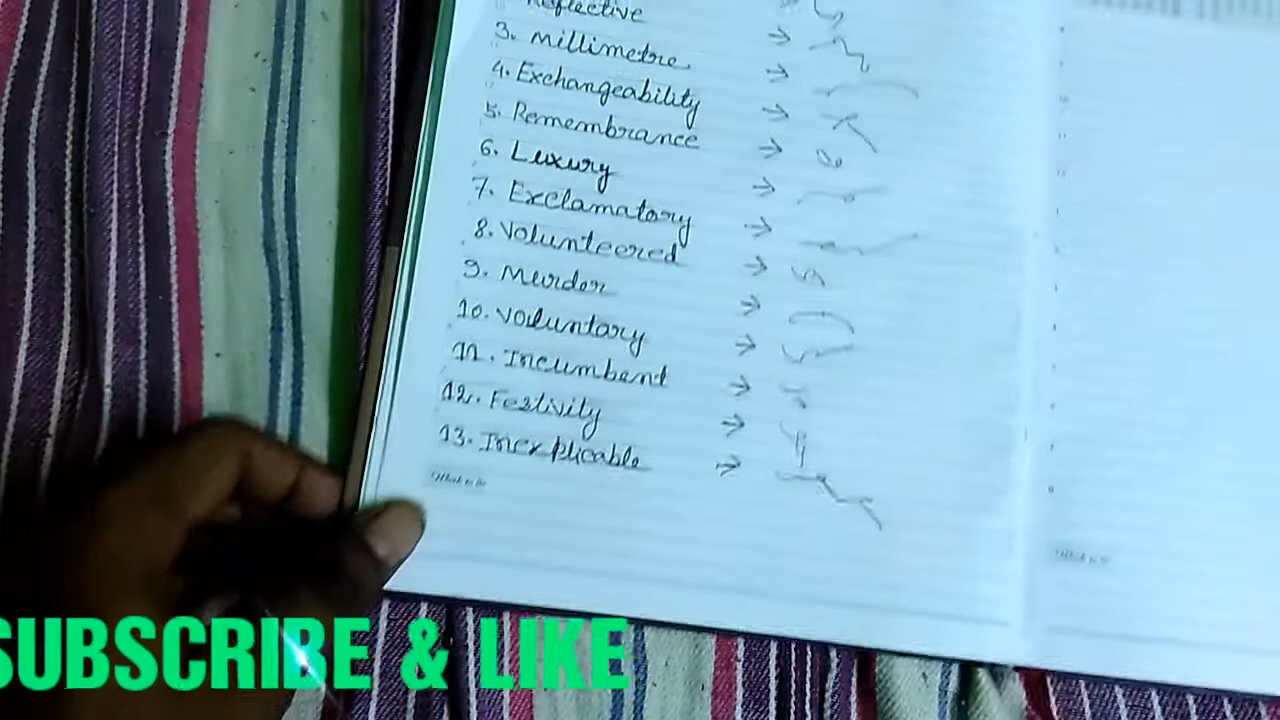 Reflective →
3. Millimetre →
4. Exchangeability →
5. Remembrance →
6. Luxury →
7. Exclamatory →
8. Volunteered →
9. Murder →
10. Voluntary →
11. Incumbent →
12. Festivity →
13. Inexplicable →
SUBSCRIBE & LIKE